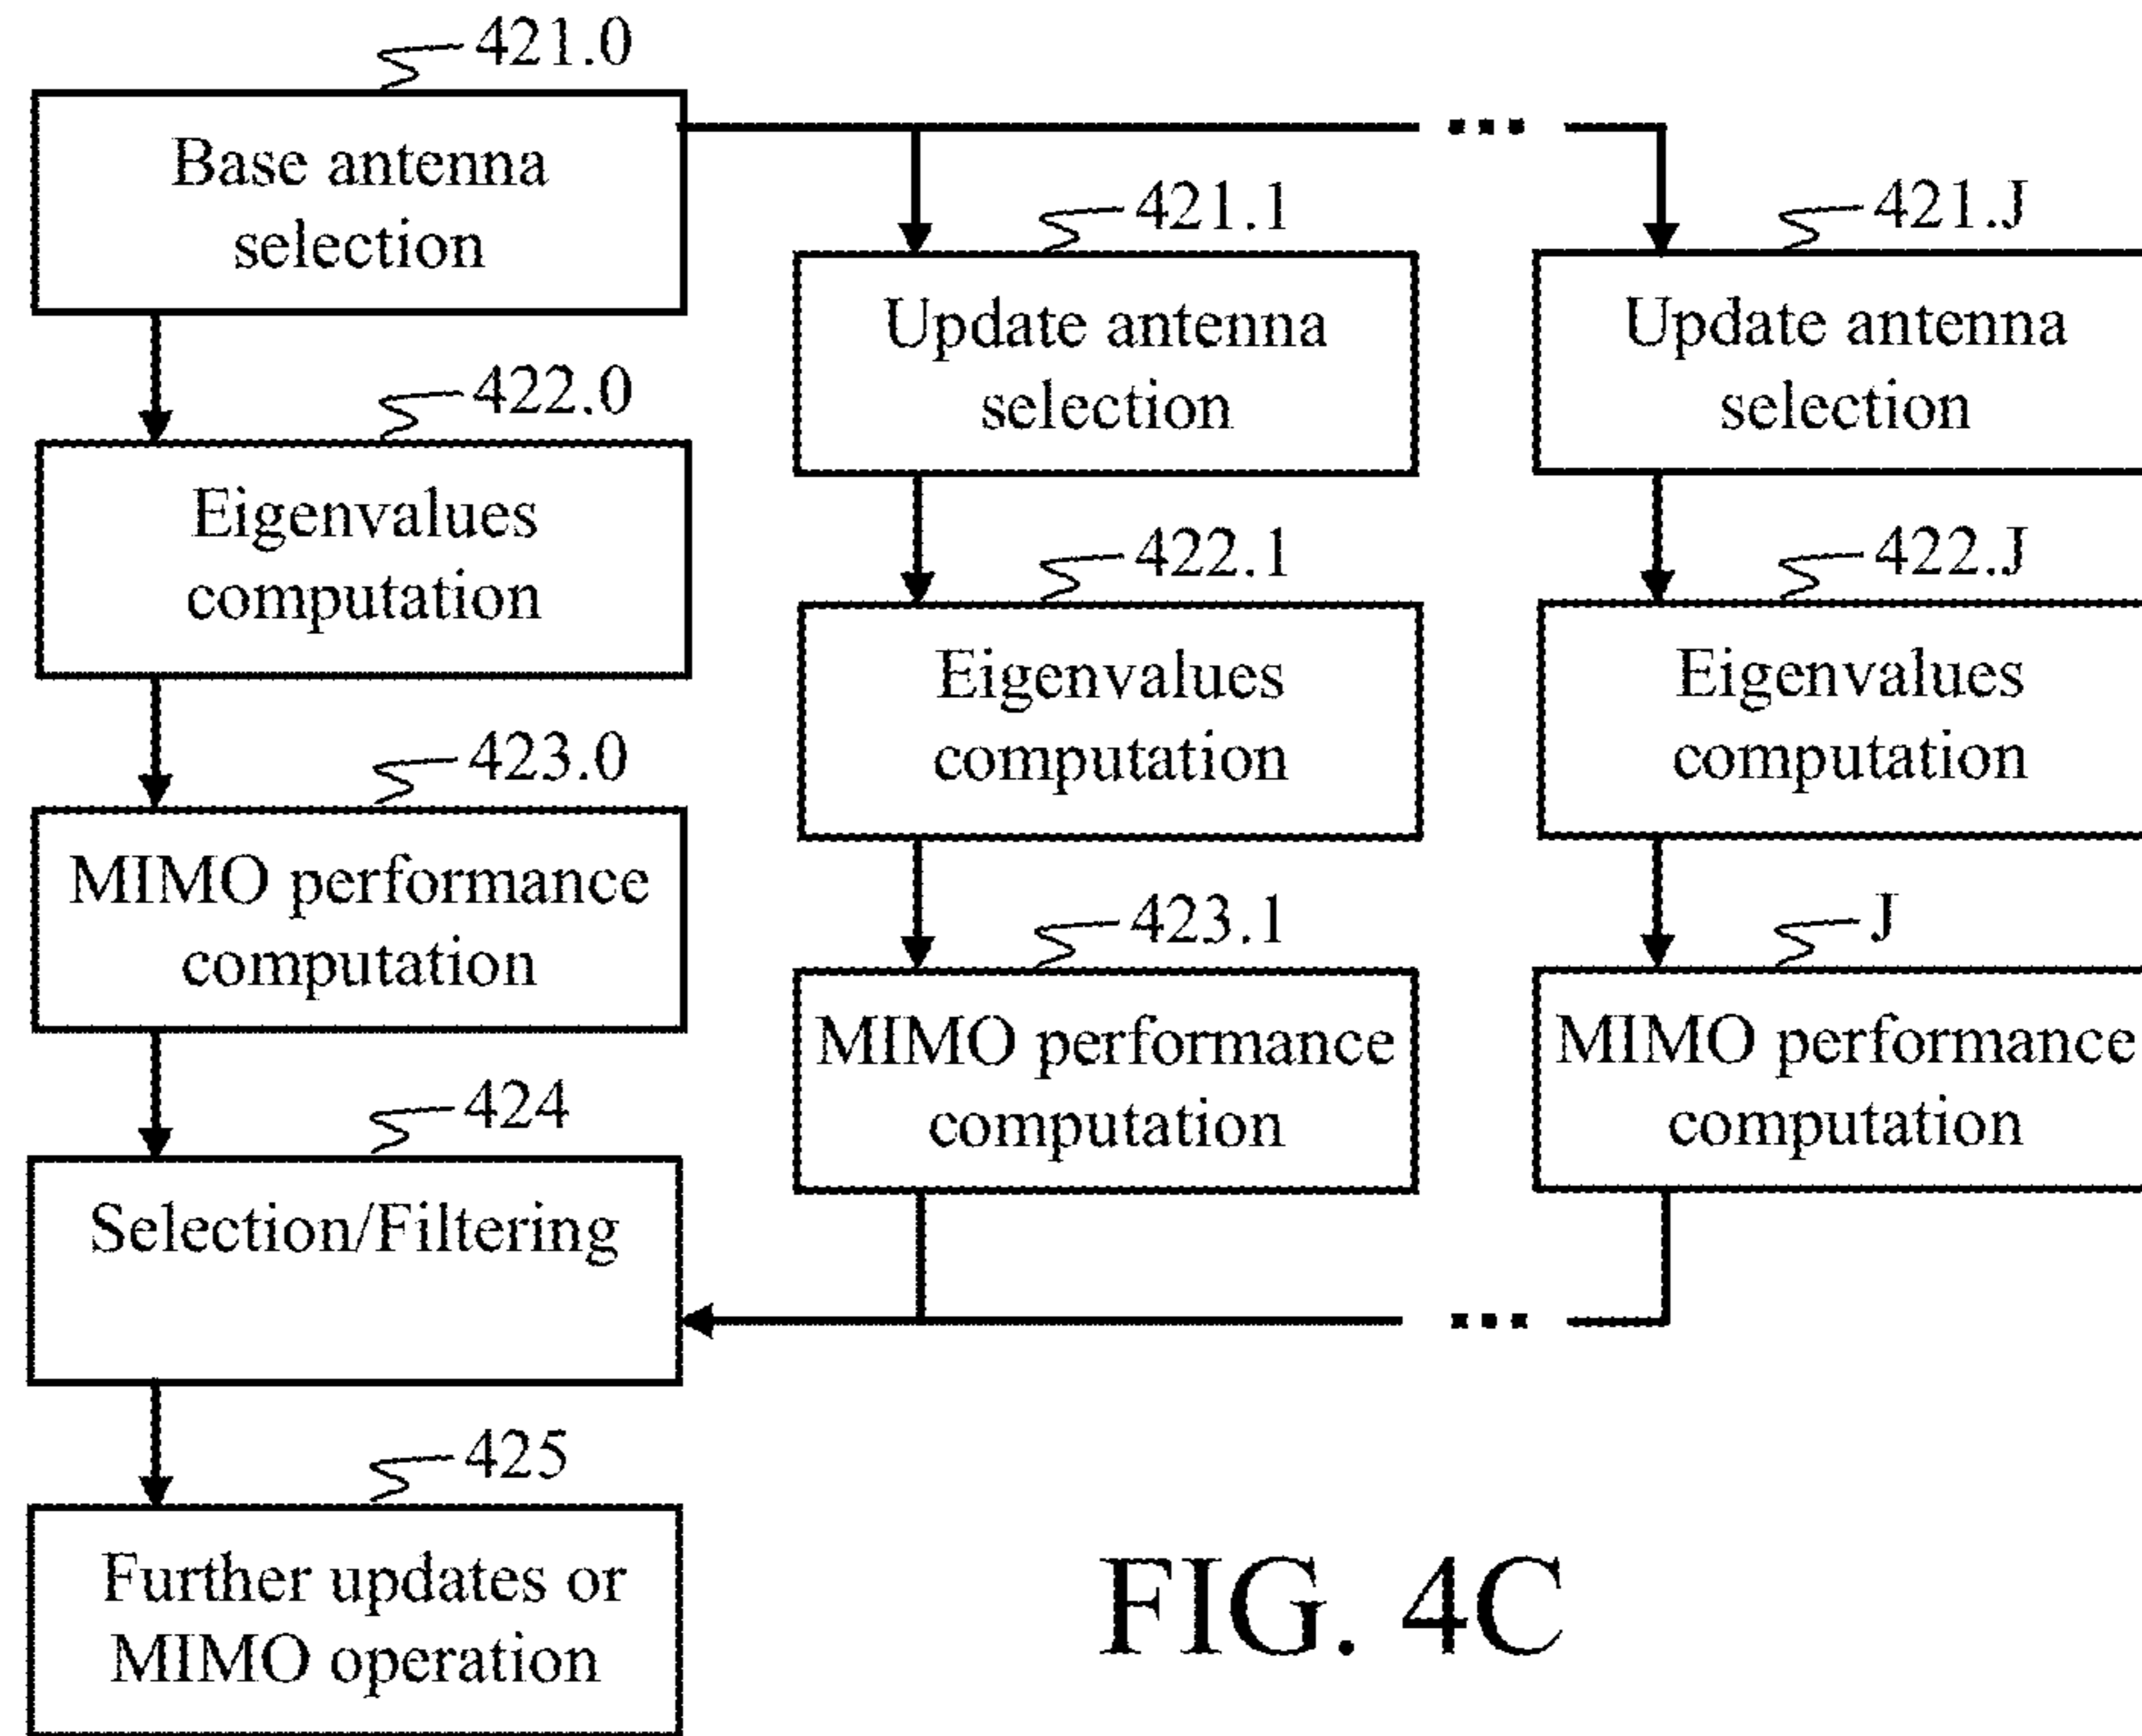 421.0
Base antenna
selection
422.0
Eigenvalues
computation
423.0
MIMO performance
computation
424
Selection/Filtering
425
Further updates or
MIMO operation
...
421.1
Update antenna
selection
422.1
Eigenvalues
computation
423.1
MIMO performance
computation
421.J
Update antenna
selection
422.J
Eigenvalues
computation
J
MIMO performance
computation
...
FIG. 4C